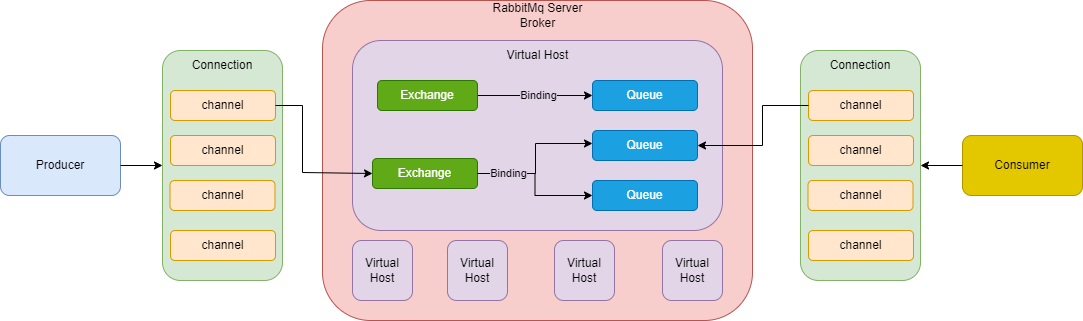 RabbitMq Server
Broker
Producer
Connection
channel
channel
channel
channel
Virtual Host
Exchange
Binding
Queue
Exchange
Binding
Queue
Queue
Virtual
Host
Virtual
Host
Virtual
Host
Virtual
Host
Connection
channel
channel
channel
channel
Consumer